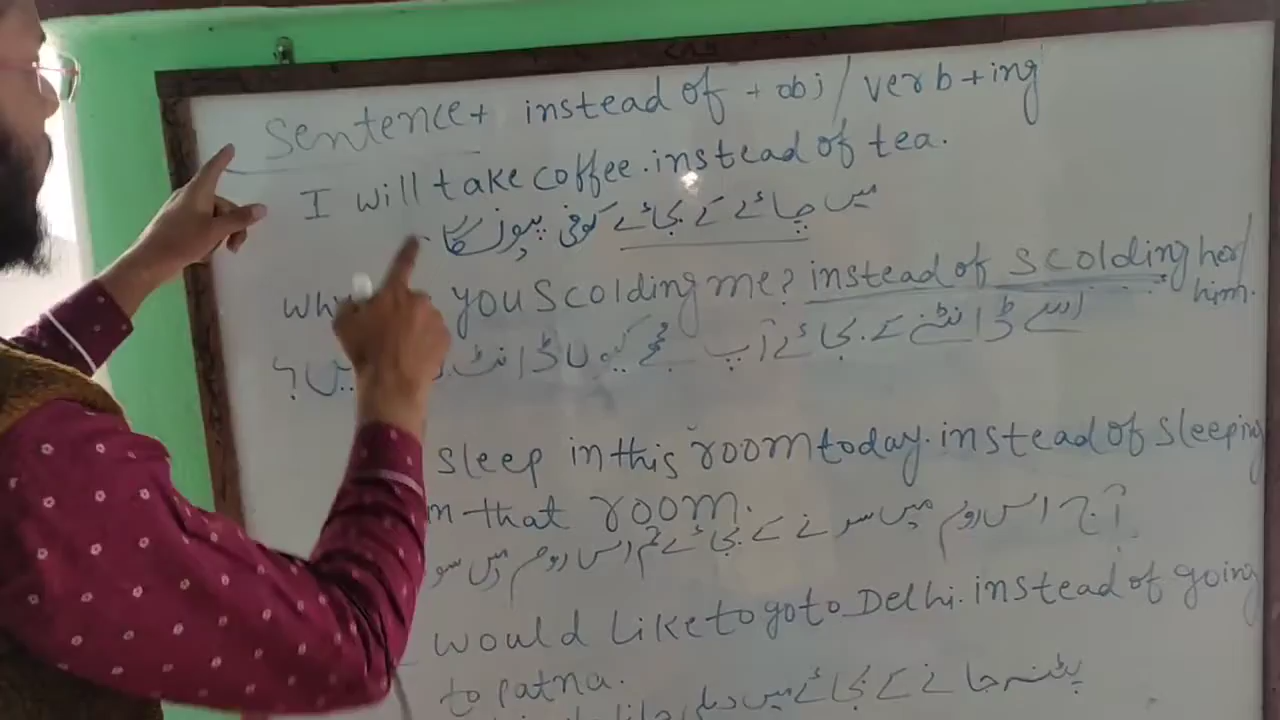 Sentence + instead of + obj / verb + ing
I will take coffee. instead of tea.
میں چائے کے بجائے کوفی پیوں گا
you Scolding me? instead of Scolding her/
him.
اسے ڈانٹنے کے بجائے آپ مجھے کیوں ڈانٹ
Sleep in this room today. instead of Sleeping
in that room.
آج اس روم میں سونے کے بجائے تم اس روم میں سو
would Like to go to Delhi. instead of going
to patna.
پٹنہ جانے کے بجائے میں دہلی جانا